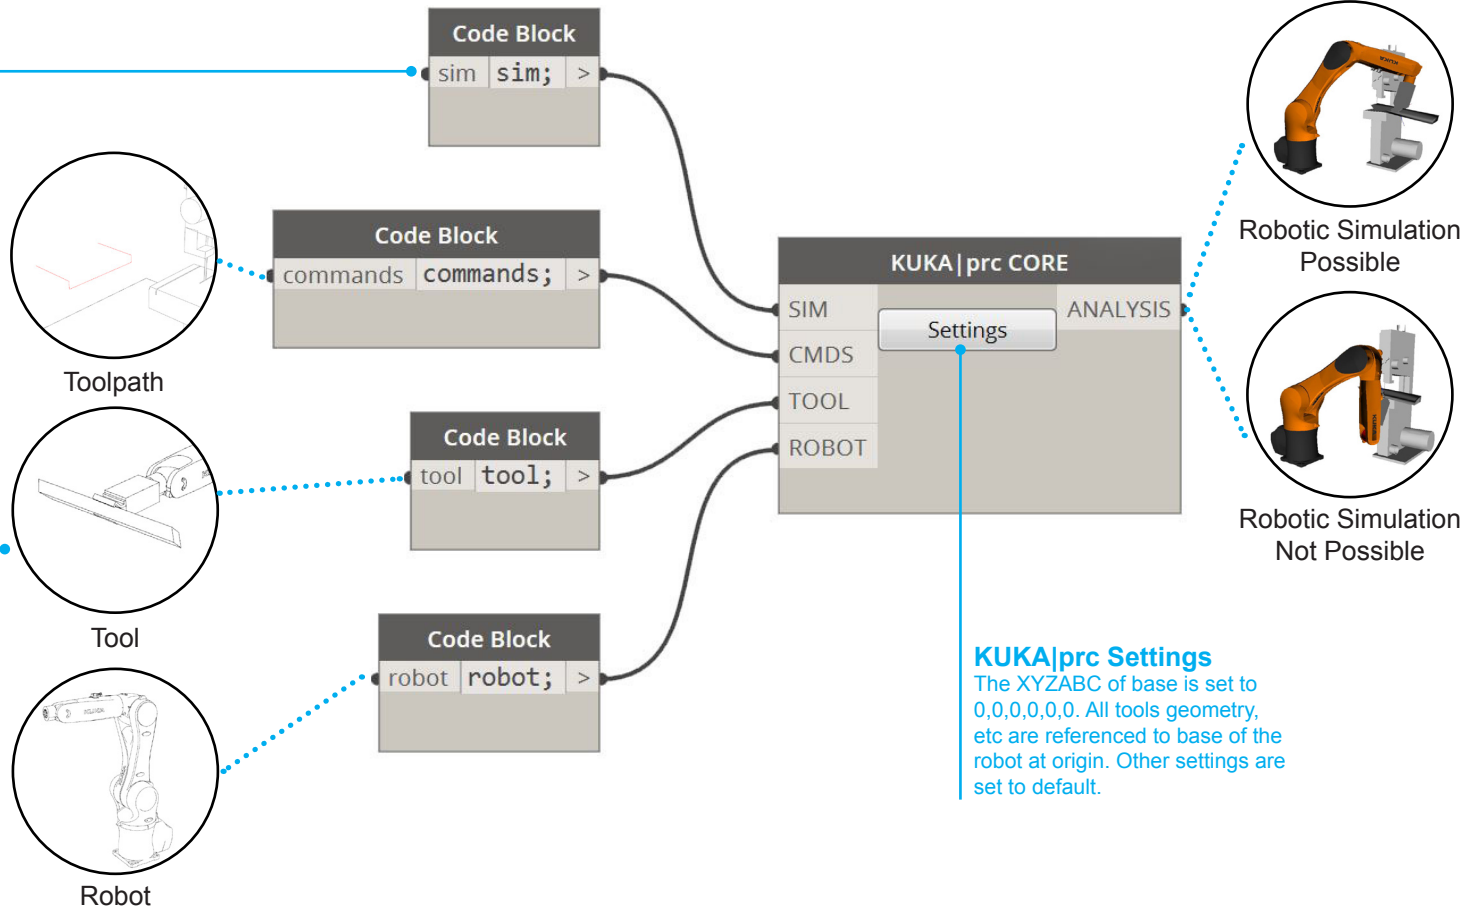 Code Block
sim sim; >
Code Block
commands commands; >
Toolpath
Code Block
tool tool; >
Tool
Code Block
robot robot; >
KUKA
Robot
KUKA|prc CORE
SIM
Settings
ANALYSIS
CMDS
TOOL
ROBOT
KUKA
Robotic Simulation
Possible
KUKA
Robotic Simulation
Not Possible
KUKA|prc Settings
The XYZABC of base is set to
0,0,0,0,0,0. All tools geometry,
etc are referenced to base of the
robot at origin. Other settings are
set to default.